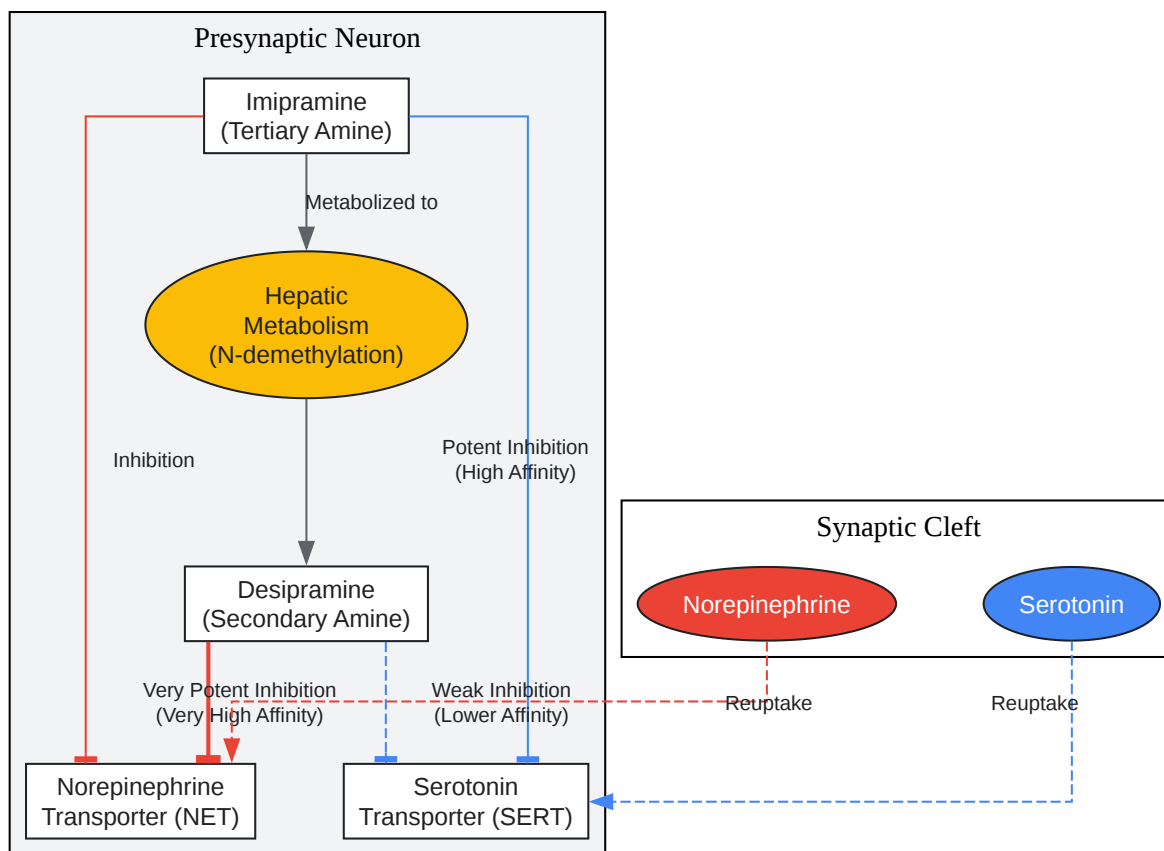 Presynaptic Neuron
Imipramine
(Tertiary Amine)
Metabolized to
Hepatic
Metabolism
(N-demethylation)
Inhibition
Potent Inhibition
(High Affinity)
Synaptic Cleft
Norepinephrine
Serotonin
Desipramine
(Secondary Amine)
Very Potent Inhibition
(Very High Affinity)
Weak Inhibition
(Lower Affinity)
Reuptake
Reuptake
Norepinephrine
Transporter (NET)
Serotonin
Transporter (SERT)